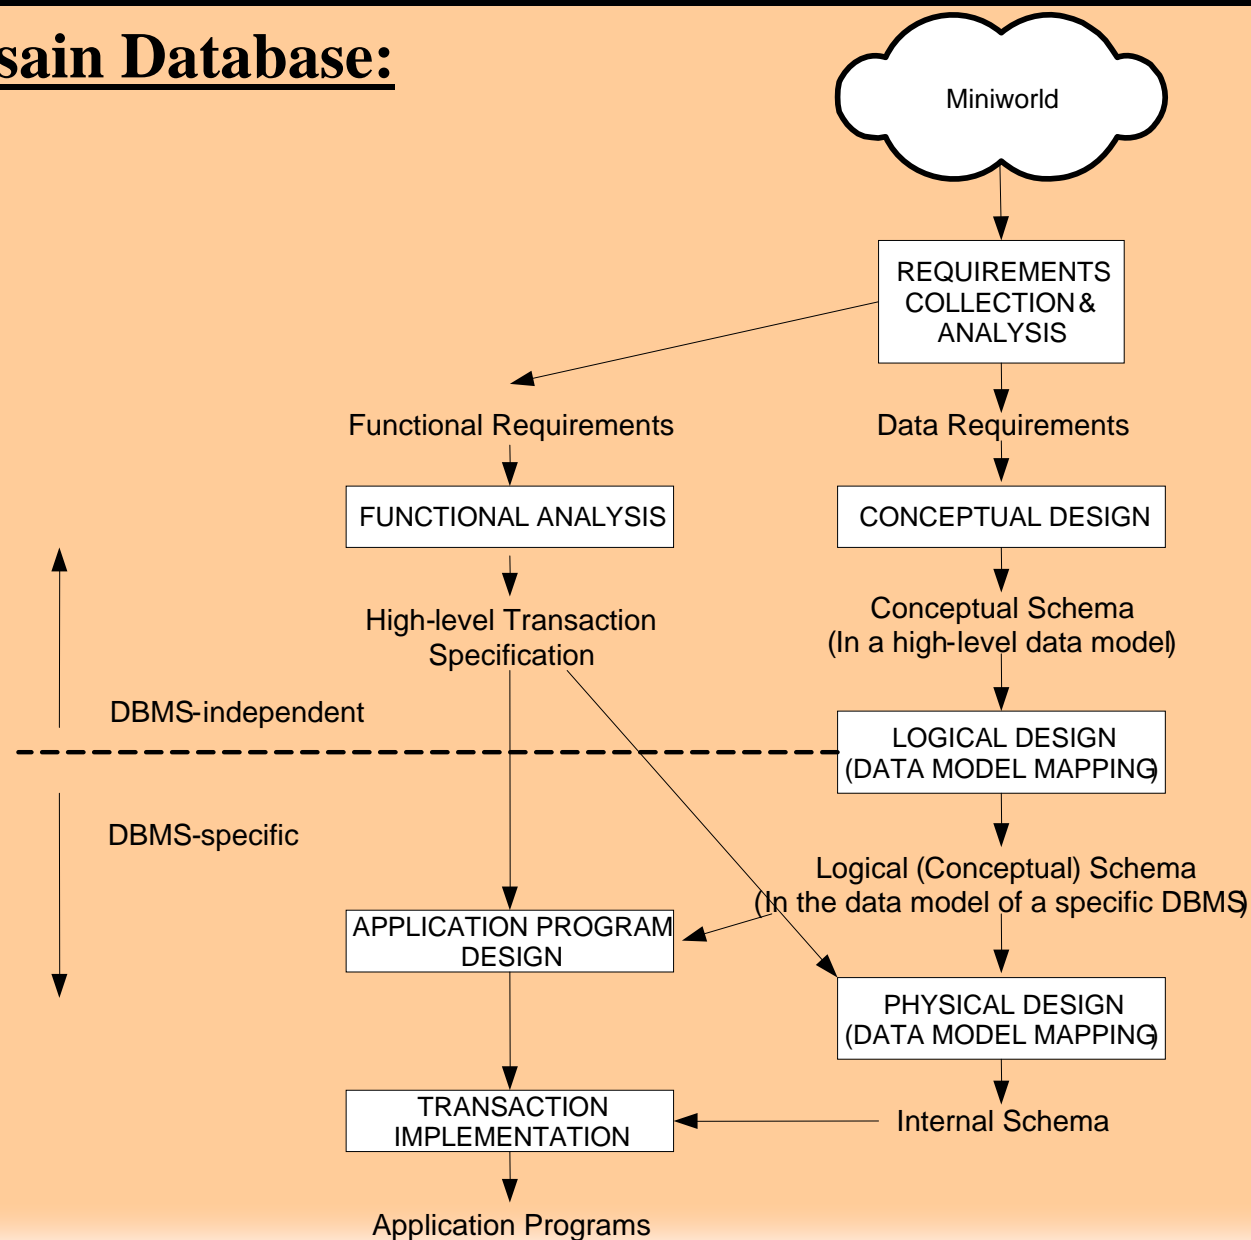 sain Database:
Miniworld
REQUIREMENTS
COLLECTION &
ANALYSIS
Functional Requirements
Data Requirements
FUNCTIONAL ANALYSIS
CONCEPTUAL DESIGN
High-level Transaction
Specification
Conceptual Schema
(In a high-level data model)
DBMS-independent
LOGICAL DESIGN
(DATA MODEL MAPPING)
DBMS-specific
Logical (Conceptual) Schema
(In the data model of a specific DBMS)
APPLICATION PROGRAM
DESIGN
PHYSICAL DESIGN
(DATA MODEL MAPPING)
TRANSACTION
IMPLEMENTATION
Internal Schema
Application Programs